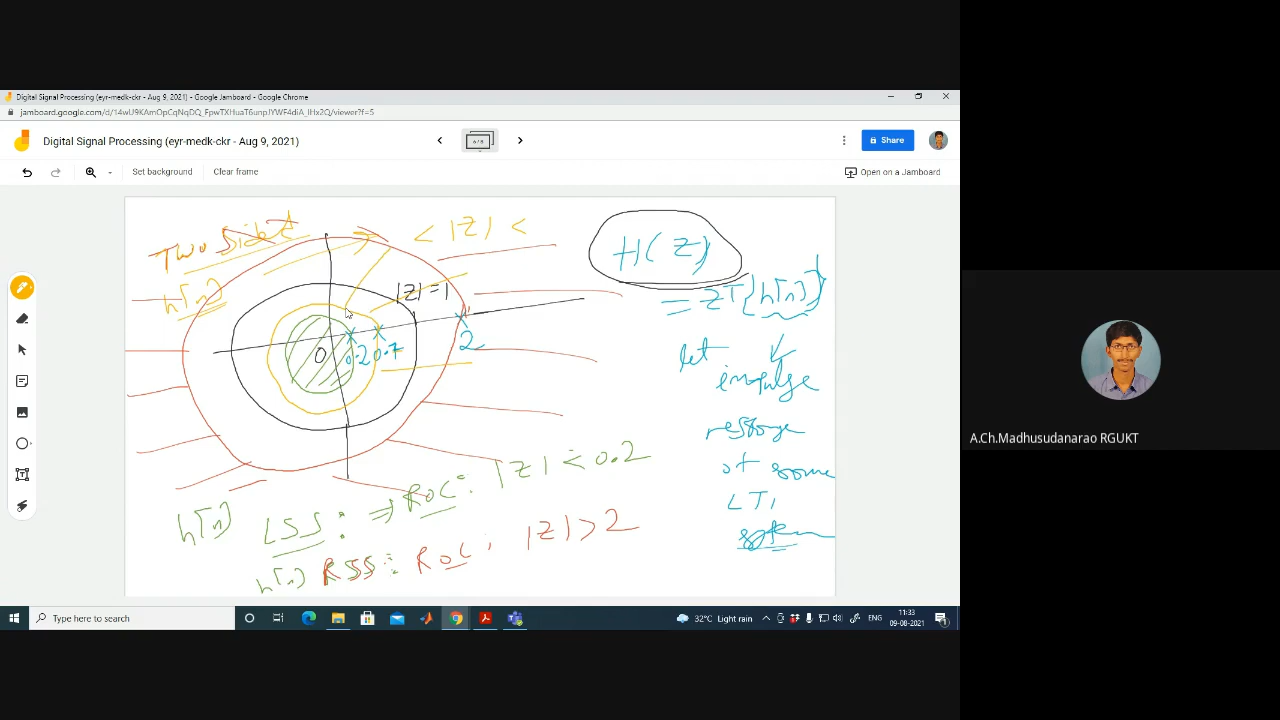 Digital Signal Processing (eyr-medk-ckr - Aug 9, 2021) - Google Jamboard - Google Chrome
Digital Signal Processing (eyr-medk-ckr - Aug 9, 2021)
6 / 8
Share
Set background
Clear frame
Open on a Jamboard
Two Sided
h[n]
< |Z| <
|Z|=1
0
0.2
0.7
2
H(Z)
= ZT{h[n]}
let
impulse
response
of some
LTI
system
h[n] LSS: ⇒ ROC: |Z| < 0.2
h[n] RSS: ROC: |Z| > 2
A.Ch.Madhusudanarao RGUKT
Type here to search
32°C Light rain
ENG
11:33
09-08-2021